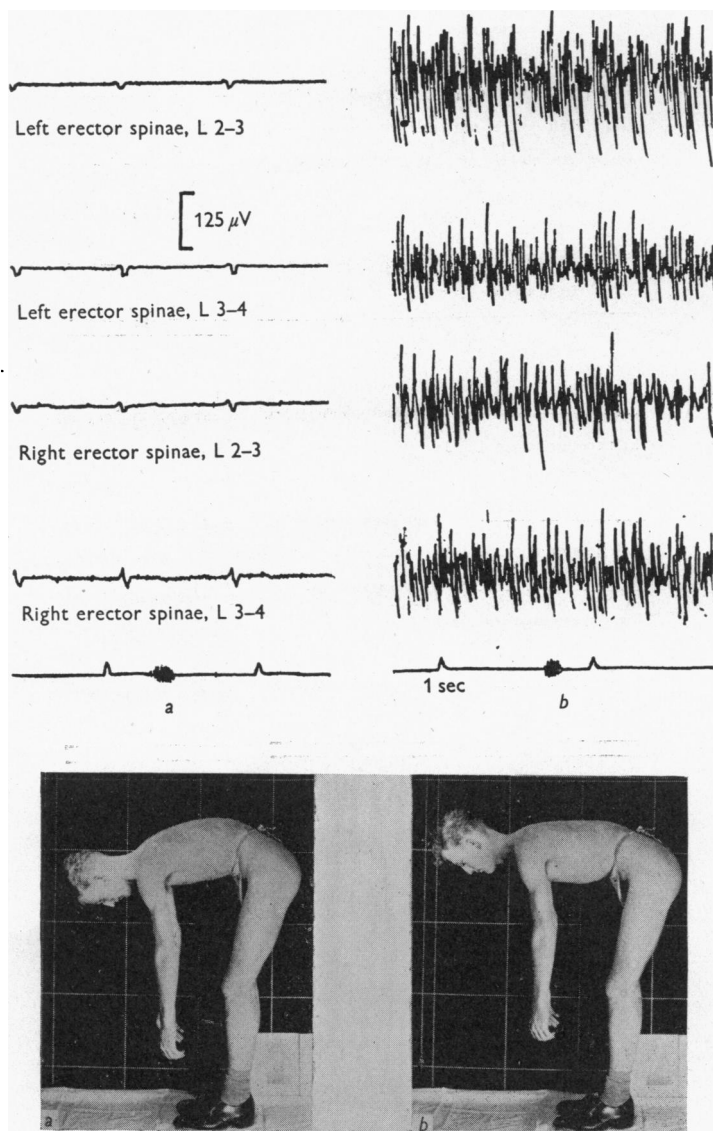 Left erector spinae, L 2–3
125 μV
Left erector spinae, L 3–4
Right erector spinae, L 2–3
Right erector spinae, L 3–4
1 sec
a
b
a
b